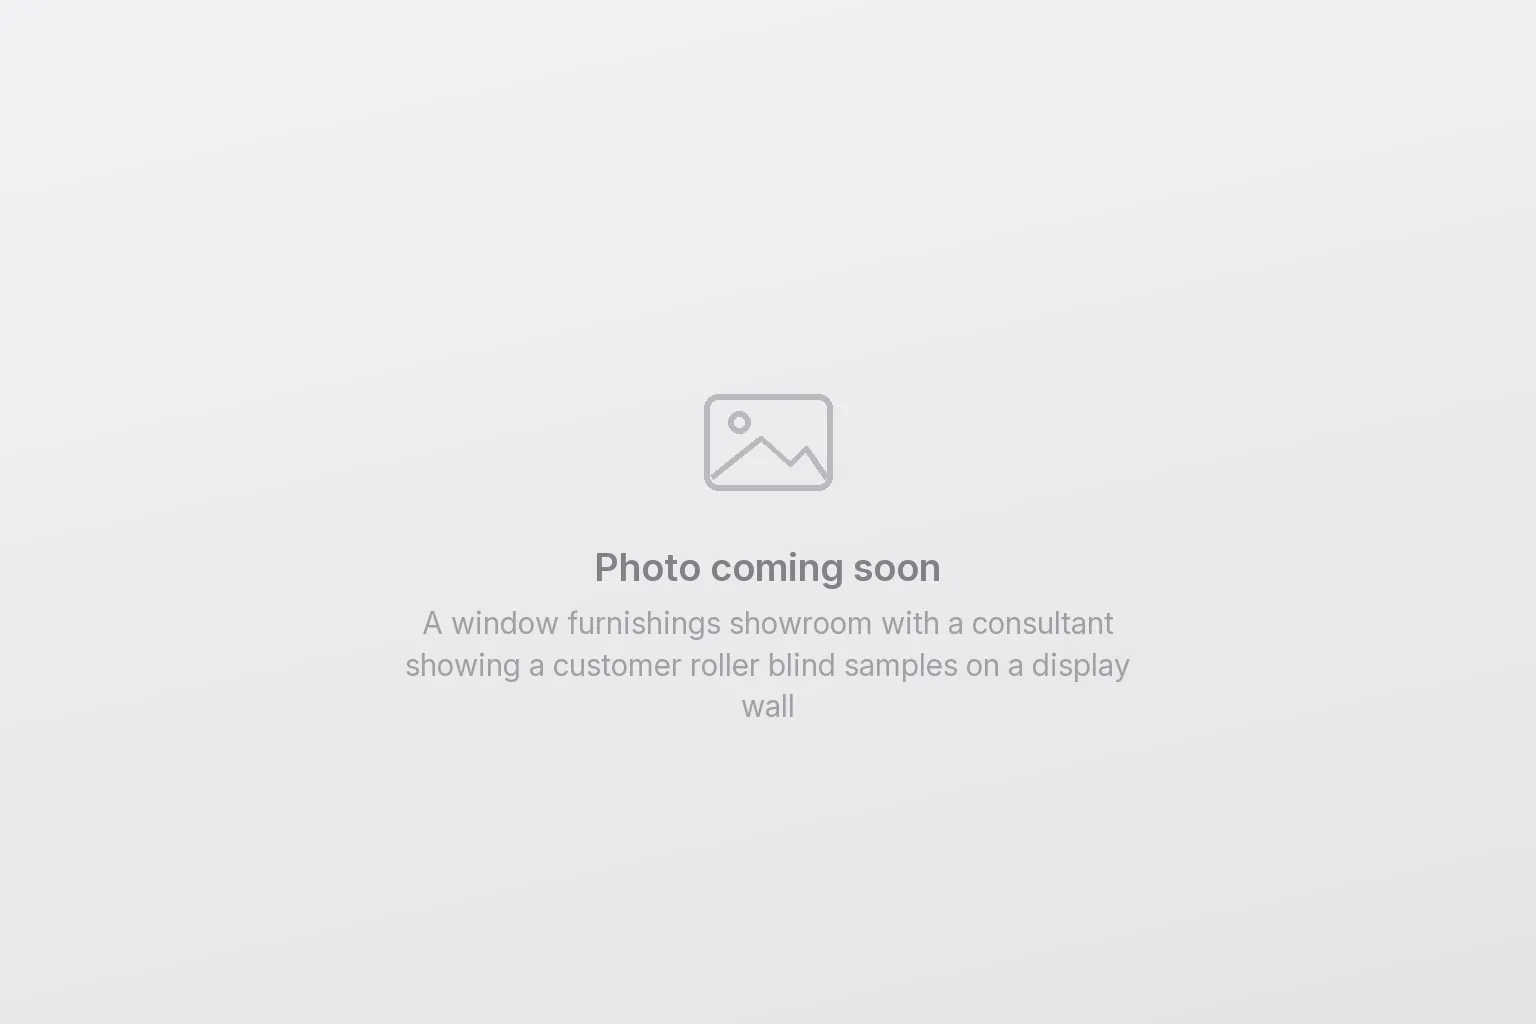 Photo coming soon
A window furnishings showroom with a consultant
showing a customer roller blind samples on a display
wall